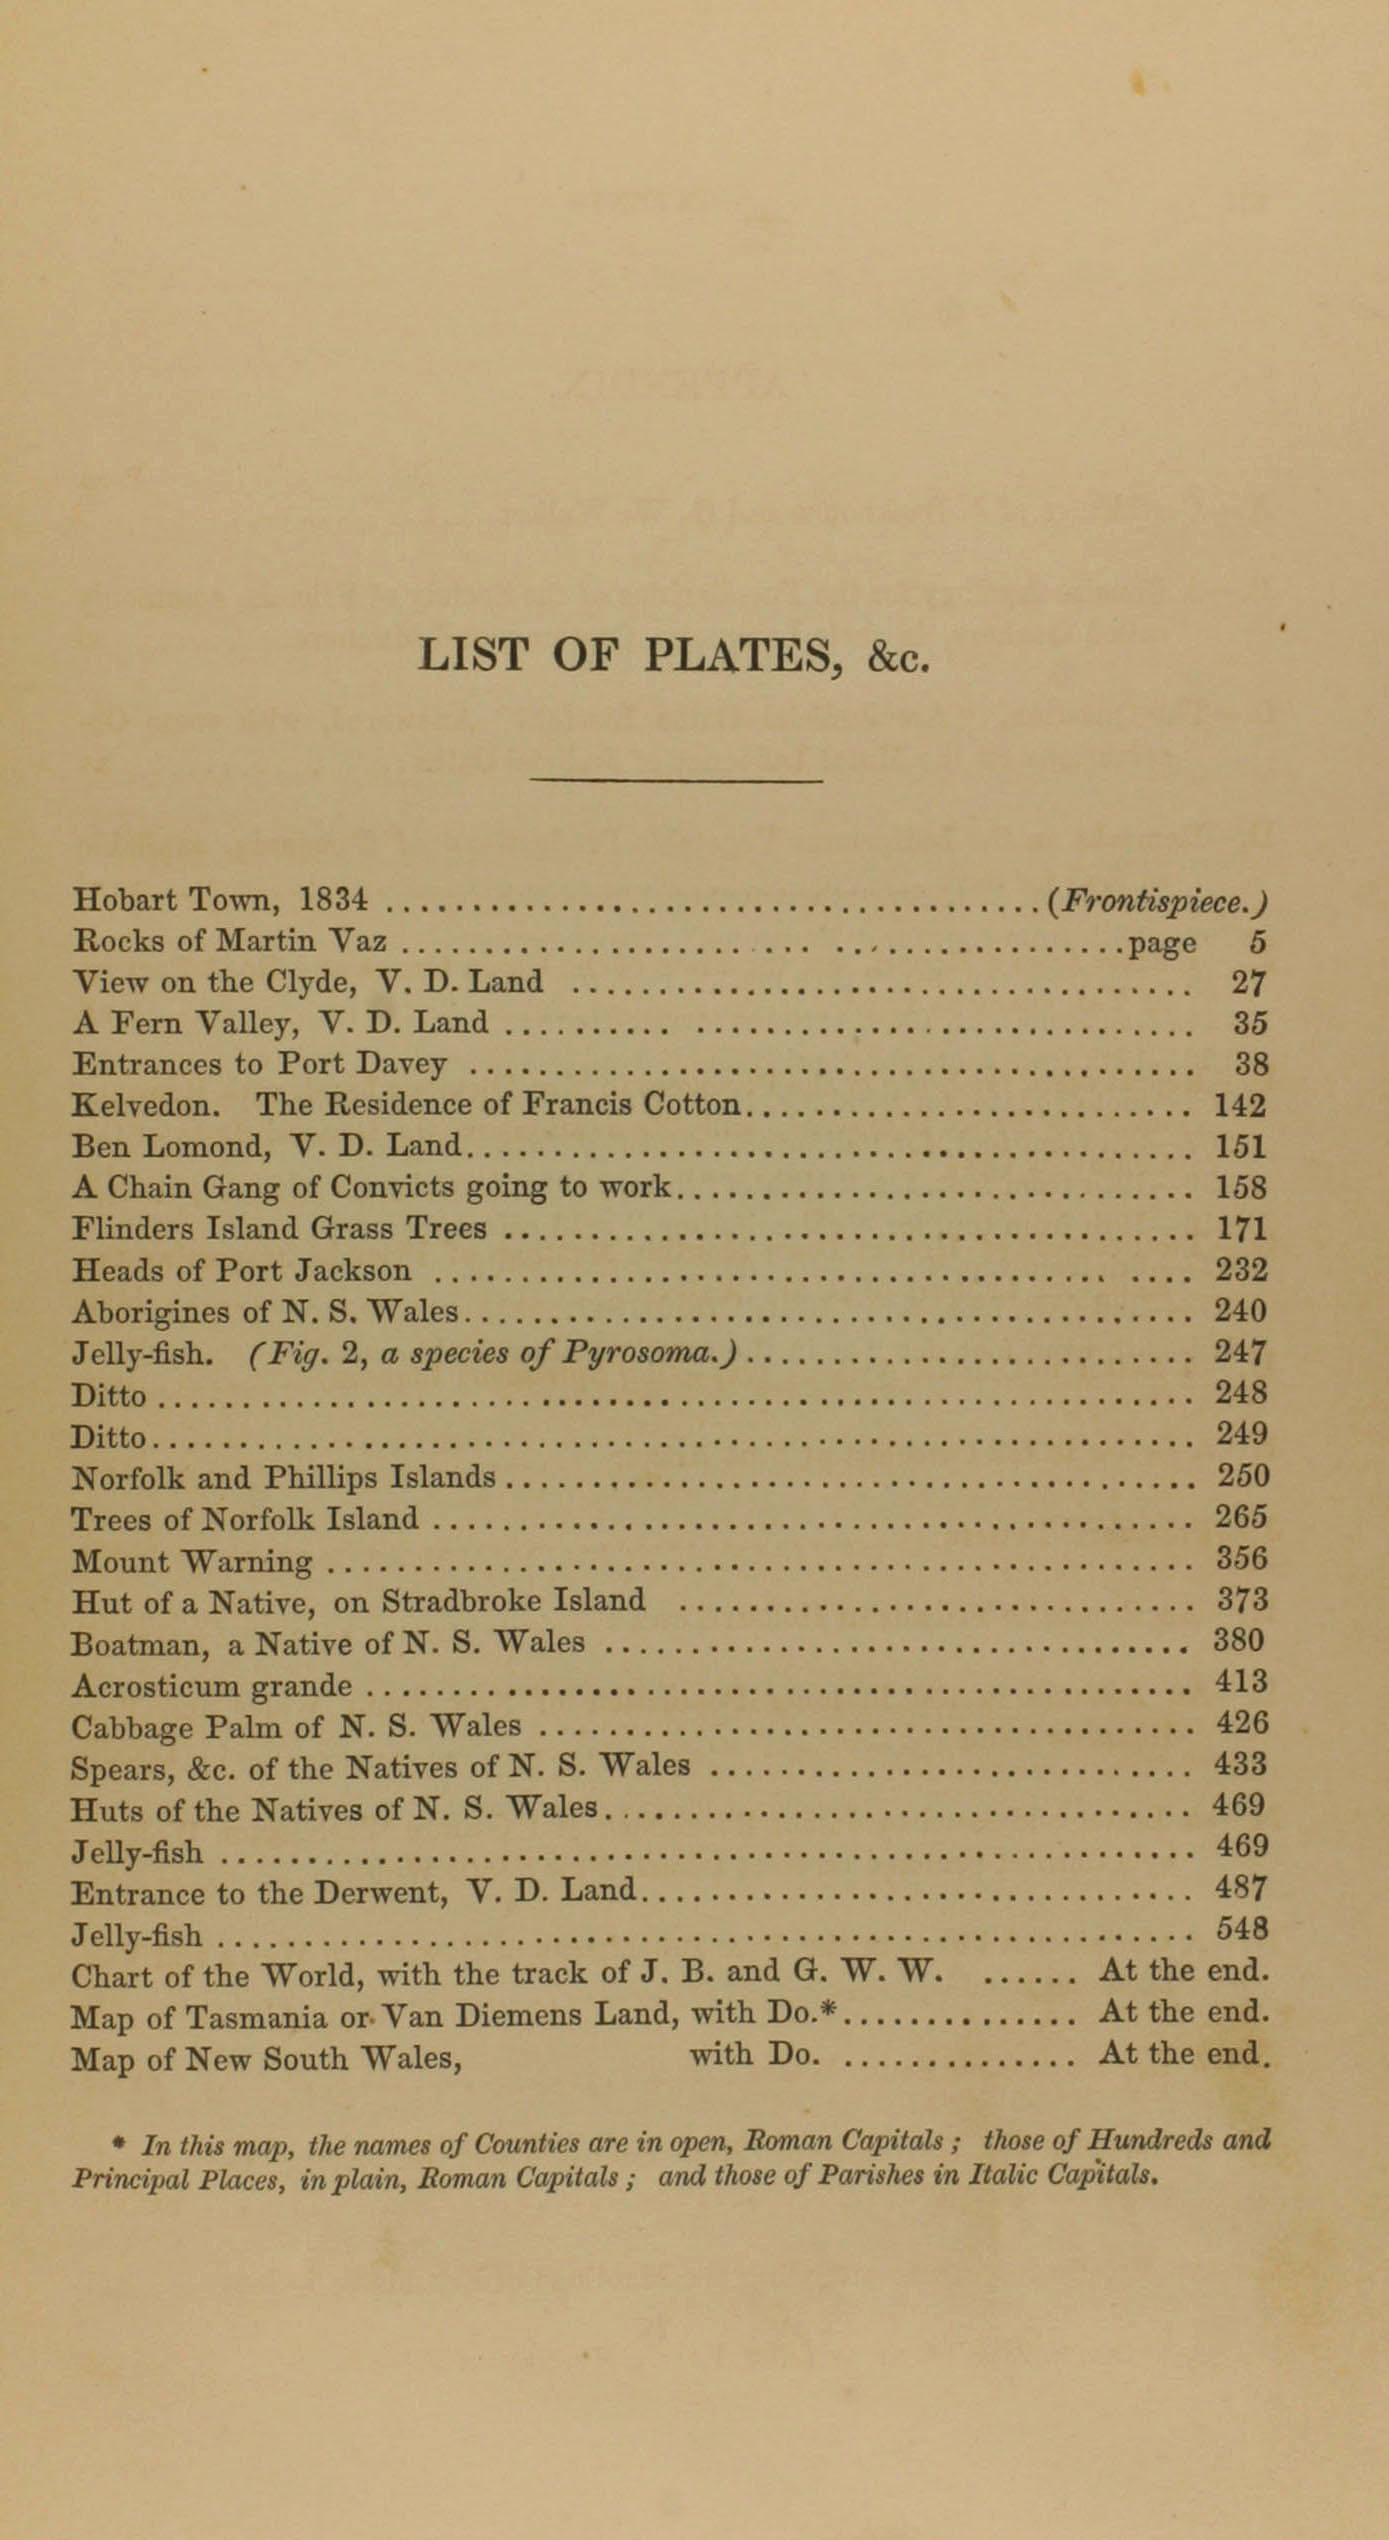 LIST OF PLATES, &c.
Hobart Town, 1834 ........................................ (Frontispiece.)
Rocks of Martin Vaz ........................................ page 5
View on the Clyde, V. D. Land ........................................ 27
A Fern Valley, V. D. Land ........................................ 35
Entrances to Port Davey ........................................ 38
Kelvedon. The Residence of Francis Cotton ........................................ 142
Ben Lomond, V. D. Land ........................................ 151
A Chain Gang of Convicts going to work ........................................ 158
Flinders Island Grass Trees ........................................ 171
Heads of Port Jackson ........................................ 232
Aborigines of N. S. Wales ........................................ 240
Jelly-fish. (Fig. 2, a species of Pyrosoma.) ........................................ 247
Ditto ........................................ 248
Ditto ........................................ 249
Norfolk and Phillips Islands ........................................ 250
Trees of Norfolk Island ........................................ 265
Mount Warning ........................................ 356
Hut of a Native, on Stradbroke Island ........................................ 373
Boatman, a Native of N. S. Wales ........................................ 380
Acrosticum grande ........................................ 413
Cabbage Palm of N. S. Wales ........................................ 426
Spears, &c. of the Natives of N. S. Wales ........................................ 433
Huts of the Natives of N. S. Wales ........................................ 469
Jelly-fish ........................................ 469
Entrance to the Derwent, V. D. Land ........................................ 487
Jelly-fish ........................................ 548
Chart of the World, with the track of J. B. and G. W. W. ...... At the end.
Map of Tasmania or Van Diemens Land, with Do.* .............. At the end.
Map of New South Wales, with Do. .............. At the end.
* In this map, the names of Counties are in open, Roman Capitals ; those of Hundreds and
Principal Places, in plain, Roman Capitals ; and those of Parishes in Italic Capitals.